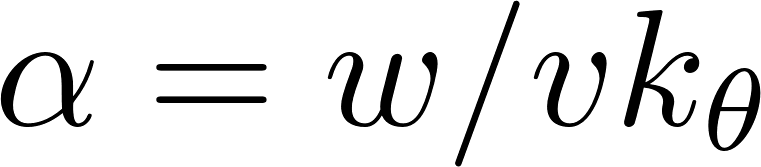 α = w/vk_θ